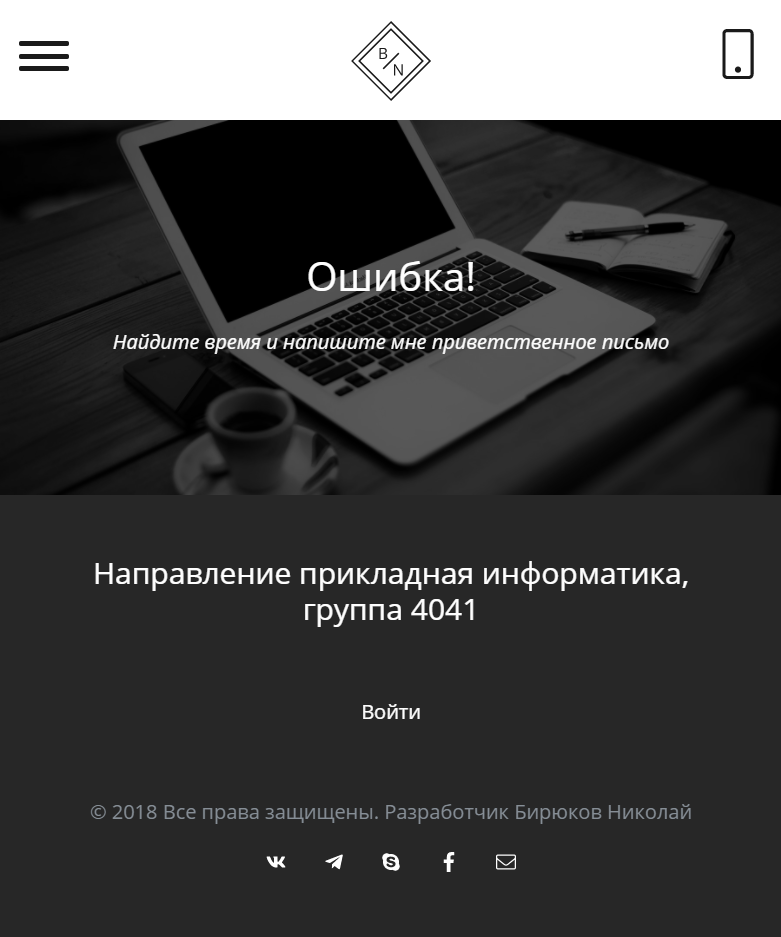 B
N
Ошибка!
Найдите время и напишите мне приветственное письмо
Направление прикладная информатика,
группа 4041
Войти
© 2018 Все права защищены. Разработчик Бирюков Николай